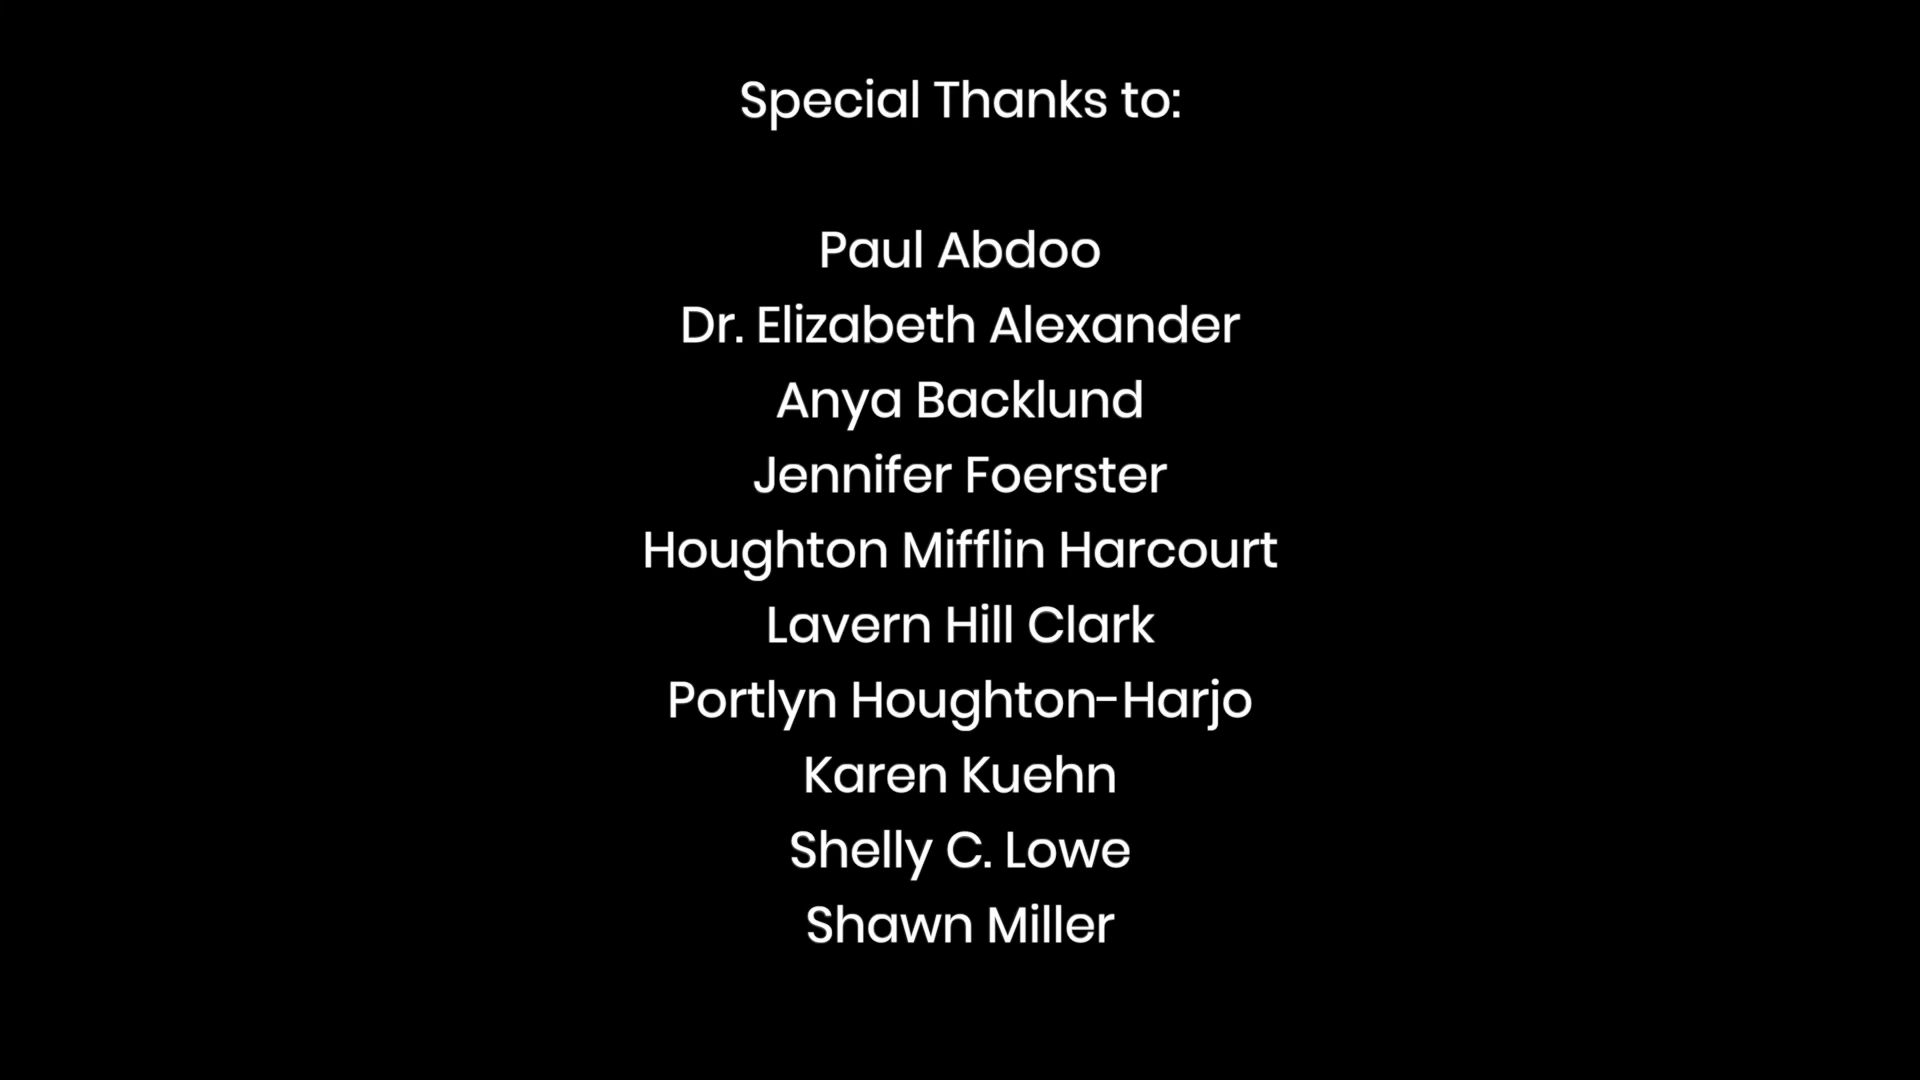 Special Thanks to:
Paul Abdoo
Dr. Elizabeth Alexander
Anya Backlund
Jennifer Foerster
Houghton Mifflin Harcourt
Lavern Hill Clark
Portlyn Houghton-Harjo
Karen Kuehn
Shelly C. Lowe
Shawn Miller